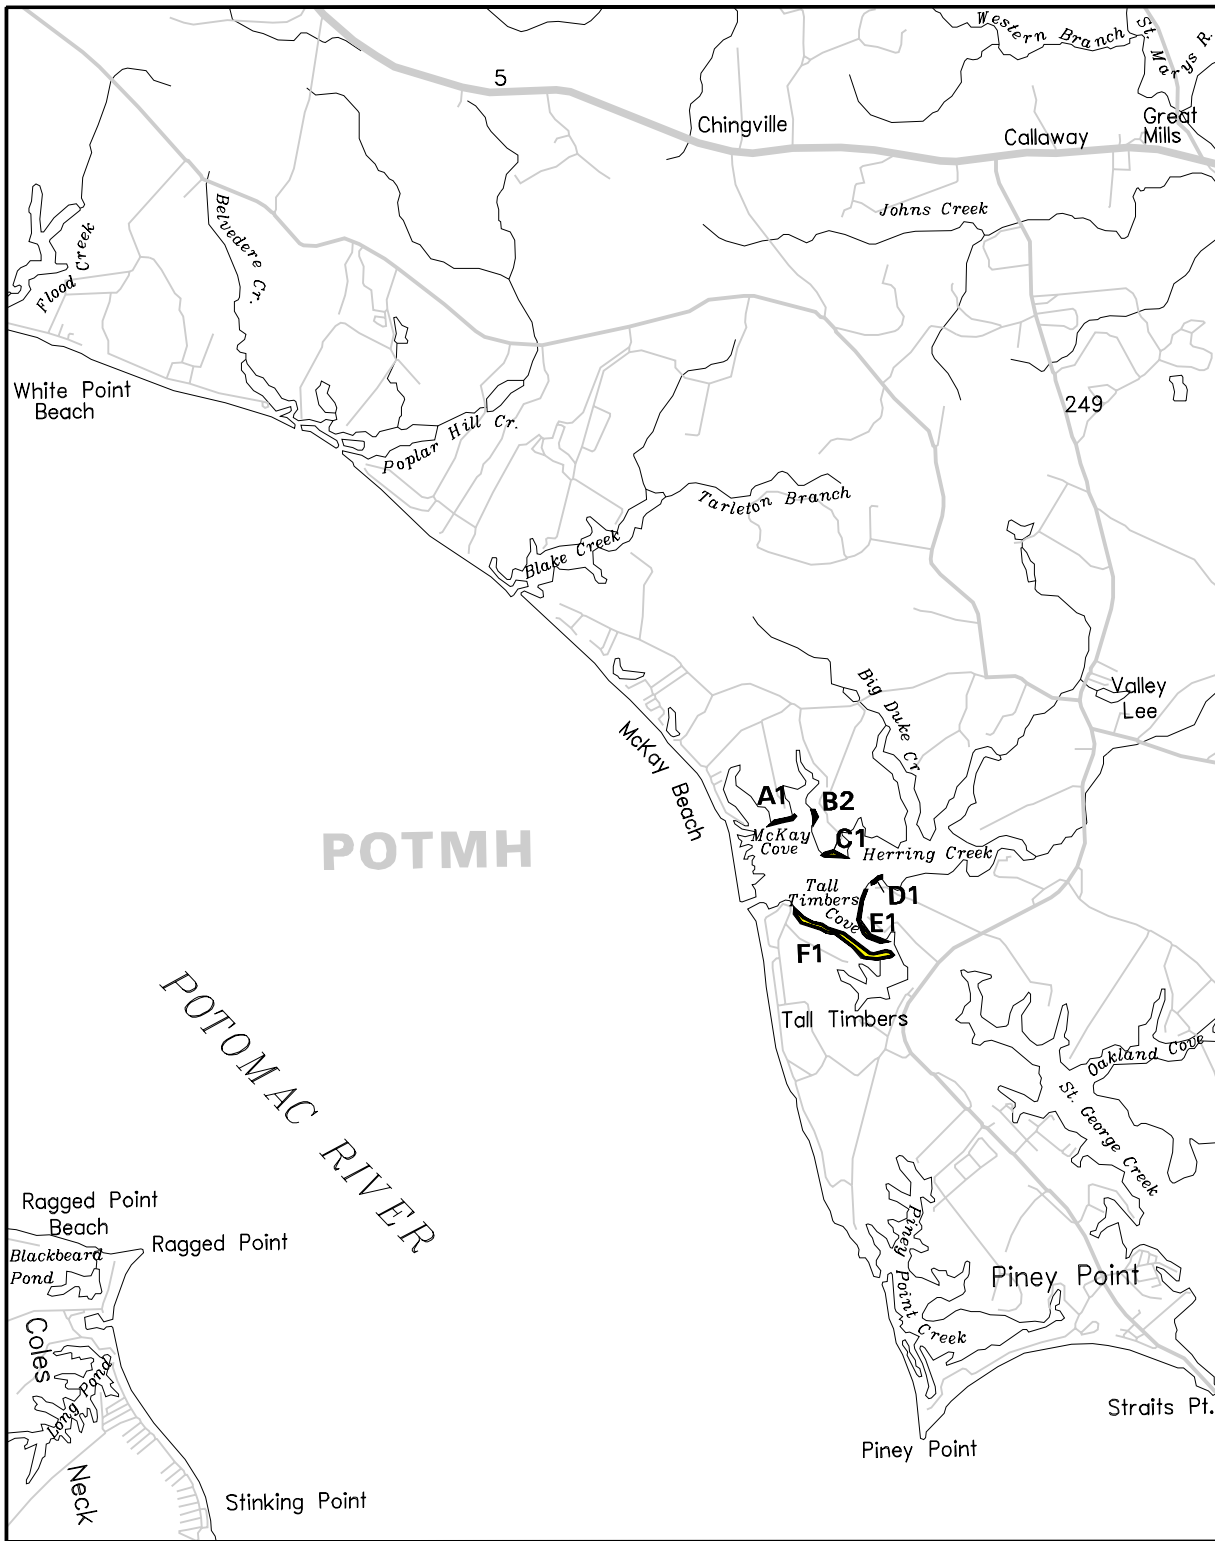 Western Branch
St. Marys R.
5
Chingville
Callaway
Great
Mills
Johns Creek
Belvedere Cr.
Flood Creek
White Point
Beach
249
Poplar Hill Cr.
Tarleton Branch
Blake Creek
Big Duke Cr
Valley
Lee
McKay Beach
A1
B2
McKay
Cove
C1
Herring Creek
POTMH
Tall
Timbers
Cove
D1
E1
F1
Tall Timbers
POTOMAC RIVER
Oakland Cove
St. George Creek
Ragged Point
Beach
Ragged Point
Blackbeard
Pond
Piney Point Creek
Piney Point
Coles
Neck
Long Pond
Straits Pt.
Piney Point
Stinking Point